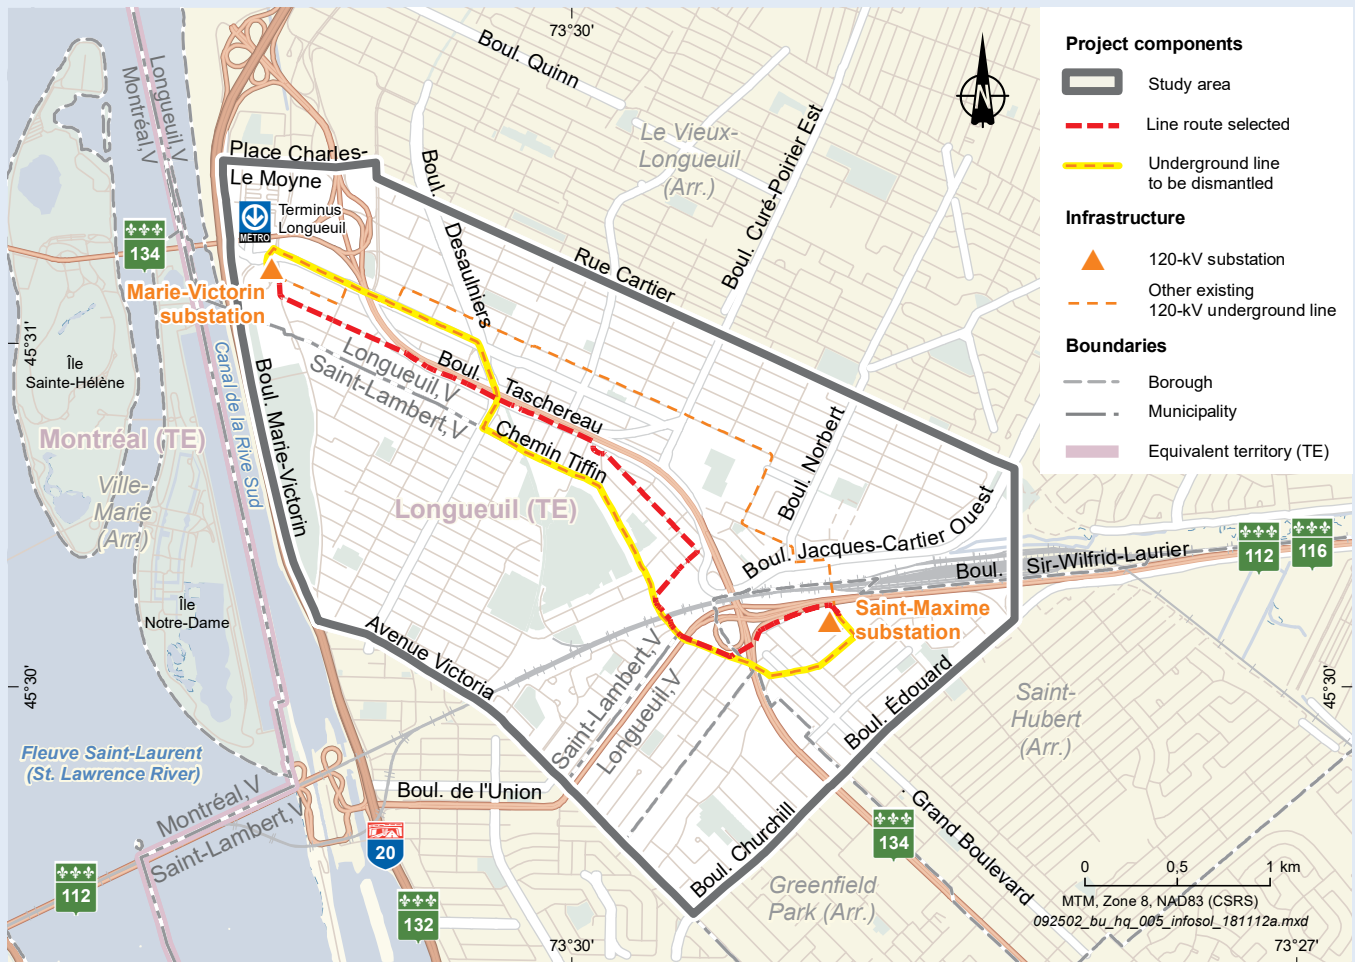 73°30'
Boul. Quinn
Longueuil,V
Montréal,V
Le Vieux-
Longueuil
(Arr.)
Boul. Curé-Poirier Est
N
Project components
Study area
Line route selected
Underground line
to be dismantled
Infrastructure
120-kV substation
Other existing
120-kV underground line
Boundaries
Borough
Municipality
Equivalent territory (TE)
Place Charles-
Le Moyne
Boul.
Desaulniers
MÉTRO
Terminus
Longueuil
134
Rue Cartier
Marie-Victorin
substation
45°31'
Île
Sainte-Hélène
Canal de la Rive Sud
Boul. Marie-Victorin
Longueuil,V
Saint-Lambert,V
Boul.
Taschereau
Chemin Tiffin
Boul. Norbert
Montréal (TE)
Ville-
Marie
(Arr.)
Longueuil (TE)
Boul. Jacques-Cartier Ouest
Boul.
Sir-Wilfrid-Laurier
112
116
Île
Notre-Dame
Saint-Maxime
substation
Avenue Victoria
Saint-Lambert,V
Longueuil,V
Boul. Édouard
45°30'
45°30'
Saint-
Hubert
(Arr.)
Fleuve Saint-Laurent
(St. Lawrence River)
Montréal,V
Saint-Lambert,V
Boul. de l'Union
20
112
132
Boul. Churchill
134
Grand Boulevard
Greenfield
Park (Arr.)
0
0,5
1 km
MTM, Zone 8, NAD83 (CSRS)
092502_bu_hq_005_infosol_181112a.mxd
73°30'
73°27'